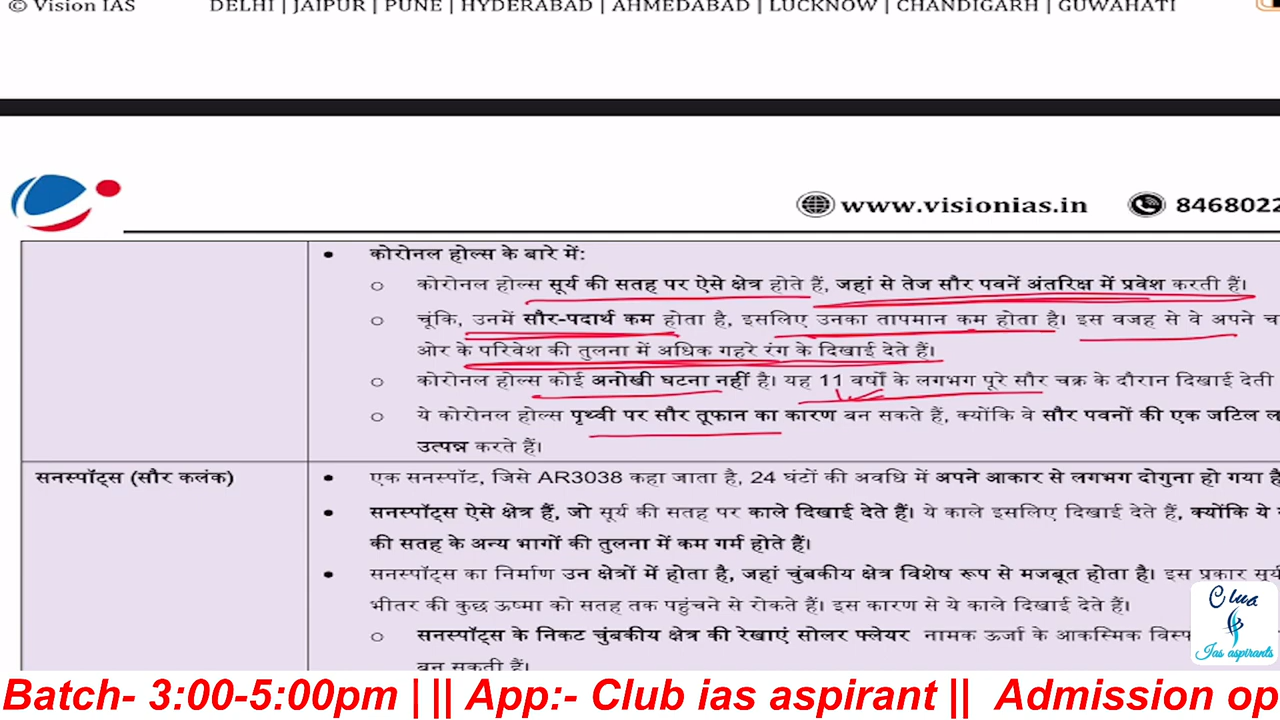 © Vision IAS DELHI | JAIPUR | PUNE | HYDERABAD | AHMEDABAD | LUCKNOW | CHANDIGARH | GUWAHATI
www.visionias.in 8468022
• कोरोनल होल्स के बारे में:
○ कोरोनल होल्स सूर्य की सतह पर ऐसे क्षेत्र होते हैं, जहां से तेज सौर पवनें अंतरिक्ष में प्रवेश करती हैं।
○ चूंकि, उनमें सौर-पदार्थ कम होता है, इसलिए उनका तापमान कम होता है। इस वजह से वे अपने च
ओर के परिवेश की तुलना में अधिक गहरे रंग के दिखाई देते हैं।
○ कोरोनल होल्स कोई अनोखी घटना नहीं है। यह 11 वर्षों के लगभग पूरे सौर चक्र के दौरान दिखाई देती
○ ये कोरोनल होल्स पृथ्वी पर सौर तूफान का कारण बन सकते हैं, क्योंकि वे सौर पवनों की एक जटिल ल
उत्पन्न करते हैं।
सनस्पॉट्स (सौर कलंक)
• एक सनस्पॉट, जिसे AR3038 कहा जाता है, 24 घंटों की अवधि में अपने आकार से लगभग दोगुना हो गया है
• सनस्पॉट्स ऐसे क्षेत्र हैं, जो सूर्य की सतह पर काले दिखाई देते हैं। ये काले इसलिए दिखाई देते हैं, क्योंकि ये
की सतह के अन्य भागों की तुलना में कम गर्म होते हैं।
• सनस्पॉट्स का निर्माण उन क्षेत्रों में होता है, जहां चुंबकीय क्षेत्र विशेष रूप से मजबूत होता है। इस प्रकार सूर्य
भीतर की कुछ ऊष्मा को सतह तक पहुंचने से रोकते हैं। इस कारण से ये काले दिखाई देते हैं।
○ सनस्पॉट्स के निकट चुंबकीय क्षेत्र की रेखाएं सोलर फ्लेयर नामक ऊर्जा के आकस्मिक
बन सकती हैं।
Club
Ias aspirants
Batch- 3:00-5:00pm | || App:- Club ias aspirant || Admission op